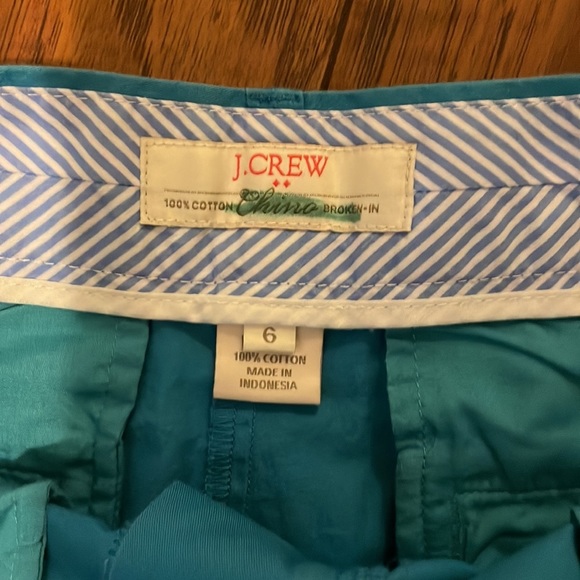 J.CREW
100% COTTON Chino BROKEN-IN
6
100% COTTON
MADE IN
INDONESIA